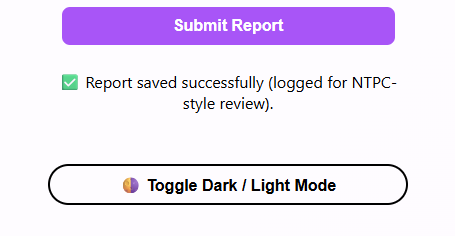 Submit Report
✅ Report saved successfully (logged for NTPC-
style review).
🌗 Toggle Dark / Light Mode